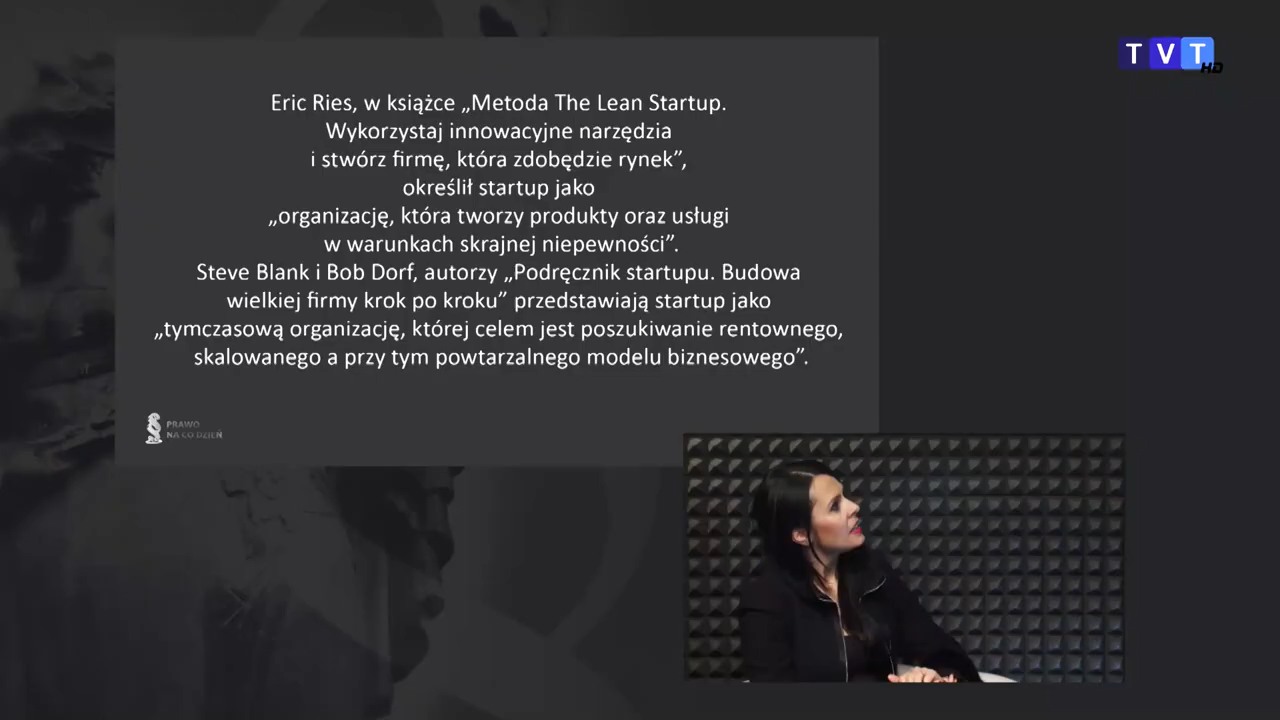 TVT
HD
Eric Ries, w książce „Metoda The Lean Startup.
Wykorzystaj innowacyjne narzędzia
i stwórz firmę, która zdobędzie rynek”,
określił startup jako
„organizację, która tworzy produkty oraz usługi
w warunkach skrajnej niepewności”.
Steve Blank i Bob Dorf, autorzy „Podręcznik startupu. Budowa
wielkiej firmy krok po kroku” przedstawiają startup jako
„tymczasową organizację, której celem jest poszukiwanie rentownego,
skalowanego a przy tym powtarzalnego modelu biznesowego”.
PRAWO
NA CO DZIEŃ